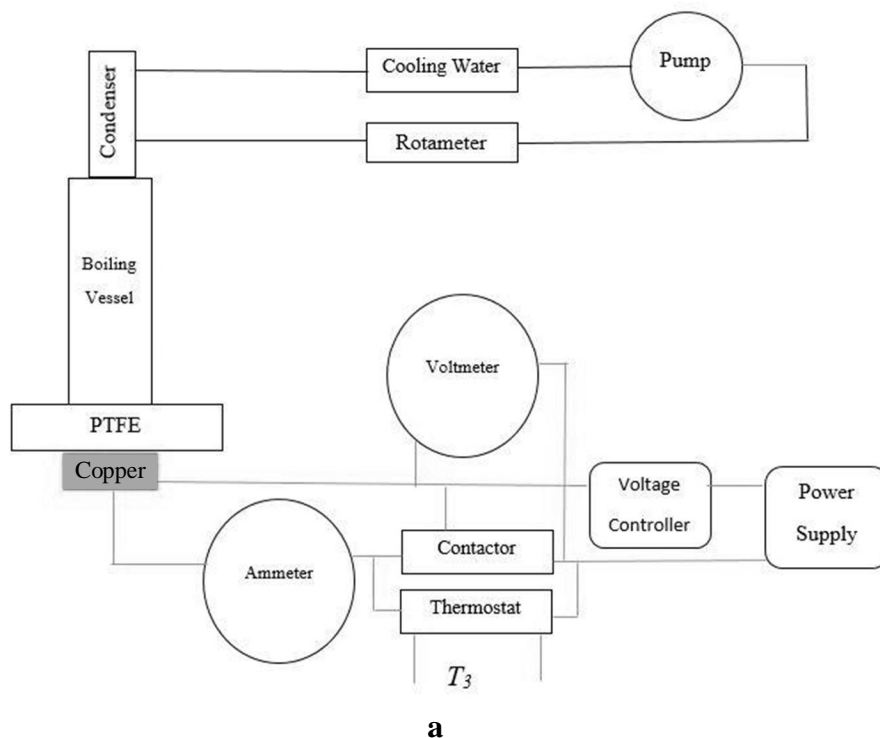 Condenser
Cooling Water
Pump
Rotameter
Boiling
Vessel
PTFE
Copper
Voltmeter
Voltage
Controller
Power
Supply
Ammeter
Contactor
Thermostat
T3
a